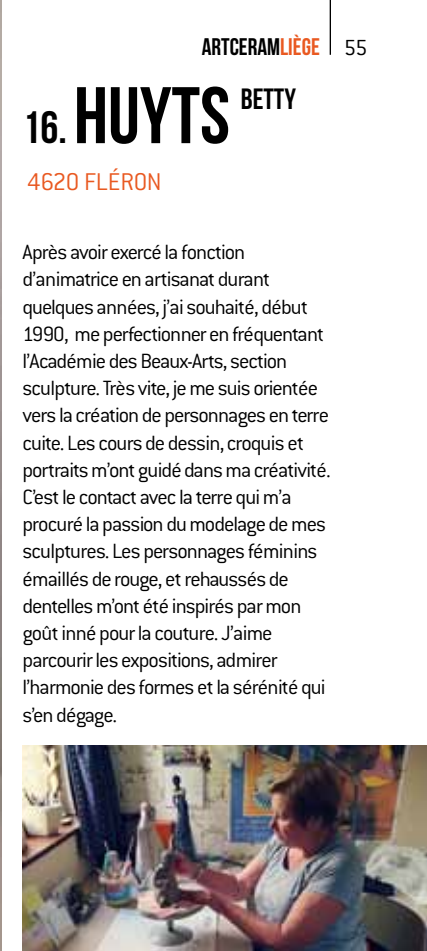 ARTCERAMLIÈGE 55
16. HUYTS BETTY
4620 FLÉRON
Après avoir exercé la fonction
d’animatrice en artisanat durant
quelques années, j’ai souhaité, début
1990, me perfectionner en fréquentant
l’Académie des Beaux-Arts, section
sculpture. Très vite, je me suis orientée
vers la création de personnages en terre
cuite. Les cours de dessin, croquis et
portraits m’ont guidé dans ma créativité.
C’est le contact avec la terre qui m’a
procuré la passion du modelage de mes
sculptures. Les personnages féminins
émaillés de rouge, et rehaussés de
dentelles m’ont été inspirés par mon
goût inné pour la couture. J’aime
parcourir les expositions, admirer
l’harmonie des formes et la sérénité qui
s’en dégage.